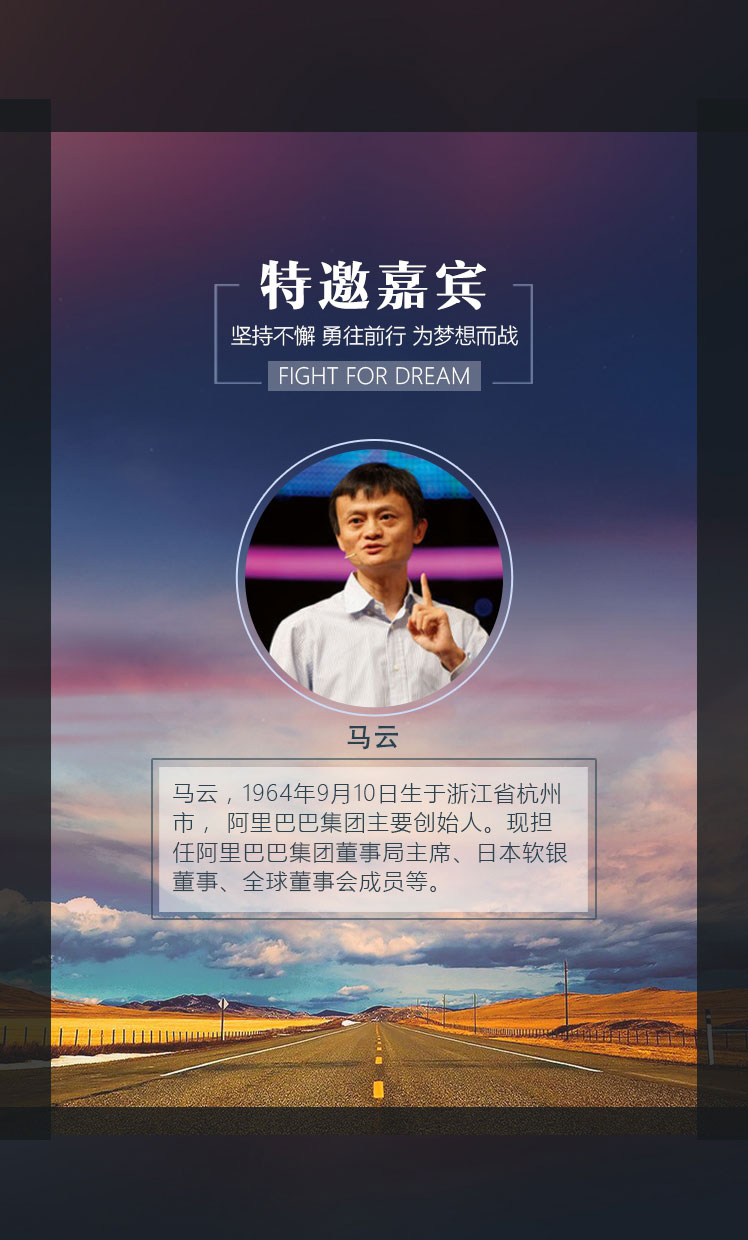 特邀嘉宾
坚持不懈 勇往前行 为梦想而战
FIGHT FOR DREAM
马云
马云，1964年9月10日生于浙江省杭州
市， 阿里巴巴集团主要创始人。现担
任阿里巴巴集团董事局主席、日本软银
董事、全球董事会成员等。